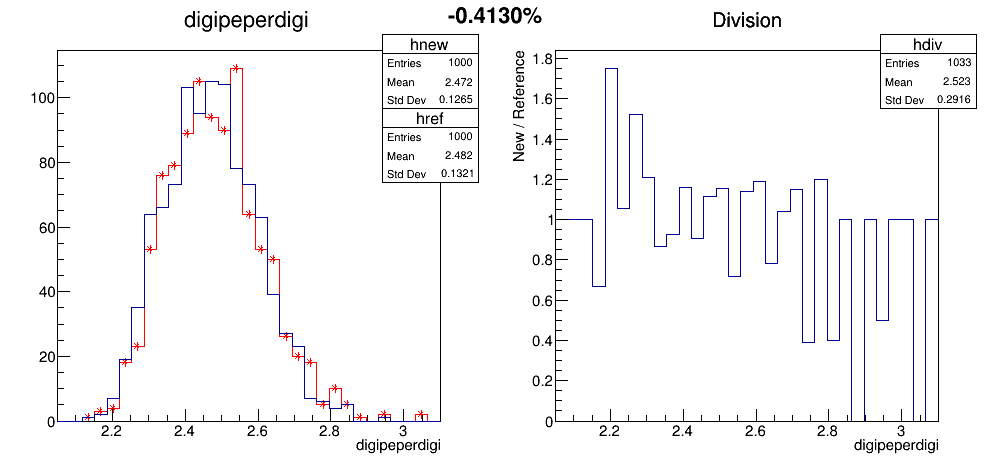 -0.4130%
digipeperdigi
hnew
Entries 1000
Mean 2.472
Std Dev 0.1265
href
Entries 1000
Mean 2.482
Std Dev 0.1321
100
80
60
40
20
0
2.2 2.4 2.6 2.8 3
digipeperdigi
Division
hdiv
Entries 1033
Mean 2.523
Std Dev 0.2916
New / Reference
1.8
1.6
1.4
1.2
1
0.8
0.6
0.4
0.2
0
2.2 2.4 2.6 2.8 3
digipeperdigi